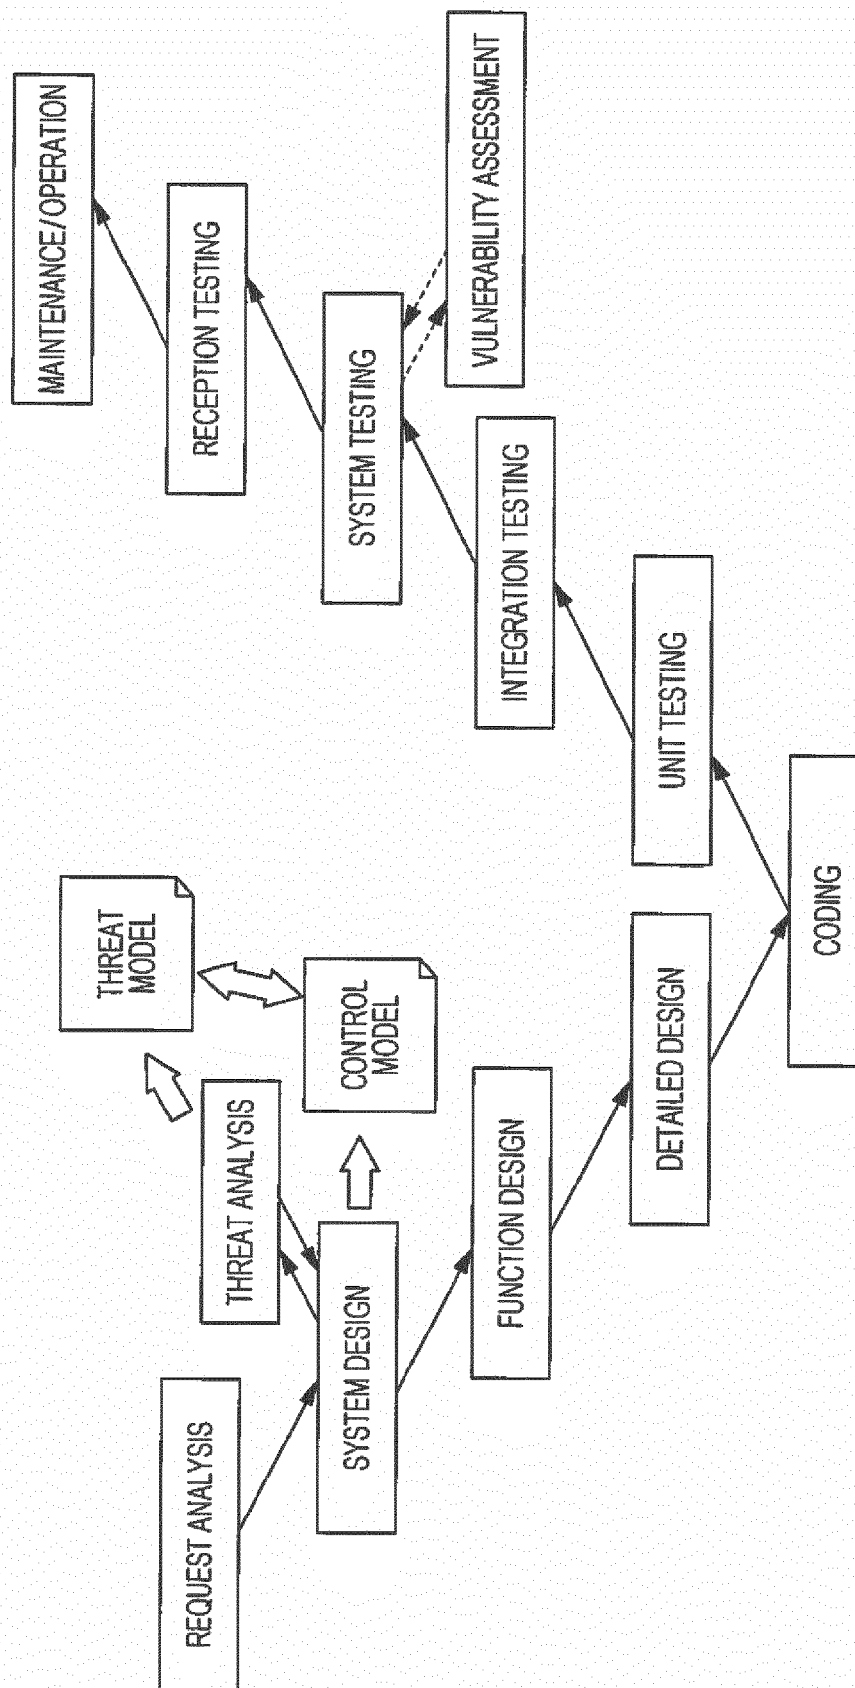 REQUEST ANALYSIS
SYSTEM DESIGN
THREAT ANALYSIS
THREAT
MODEL
CONTROL
MODEL
FUNCTION DESIGN
DETAILED DESIGN
CODING
UNIT TESTING
INTEGRATION TESTING
SYSTEM TESTING
VULNERABILITY ASSESSMENT
RECEPTION TESTING
MAINTENANCE/OPERATION